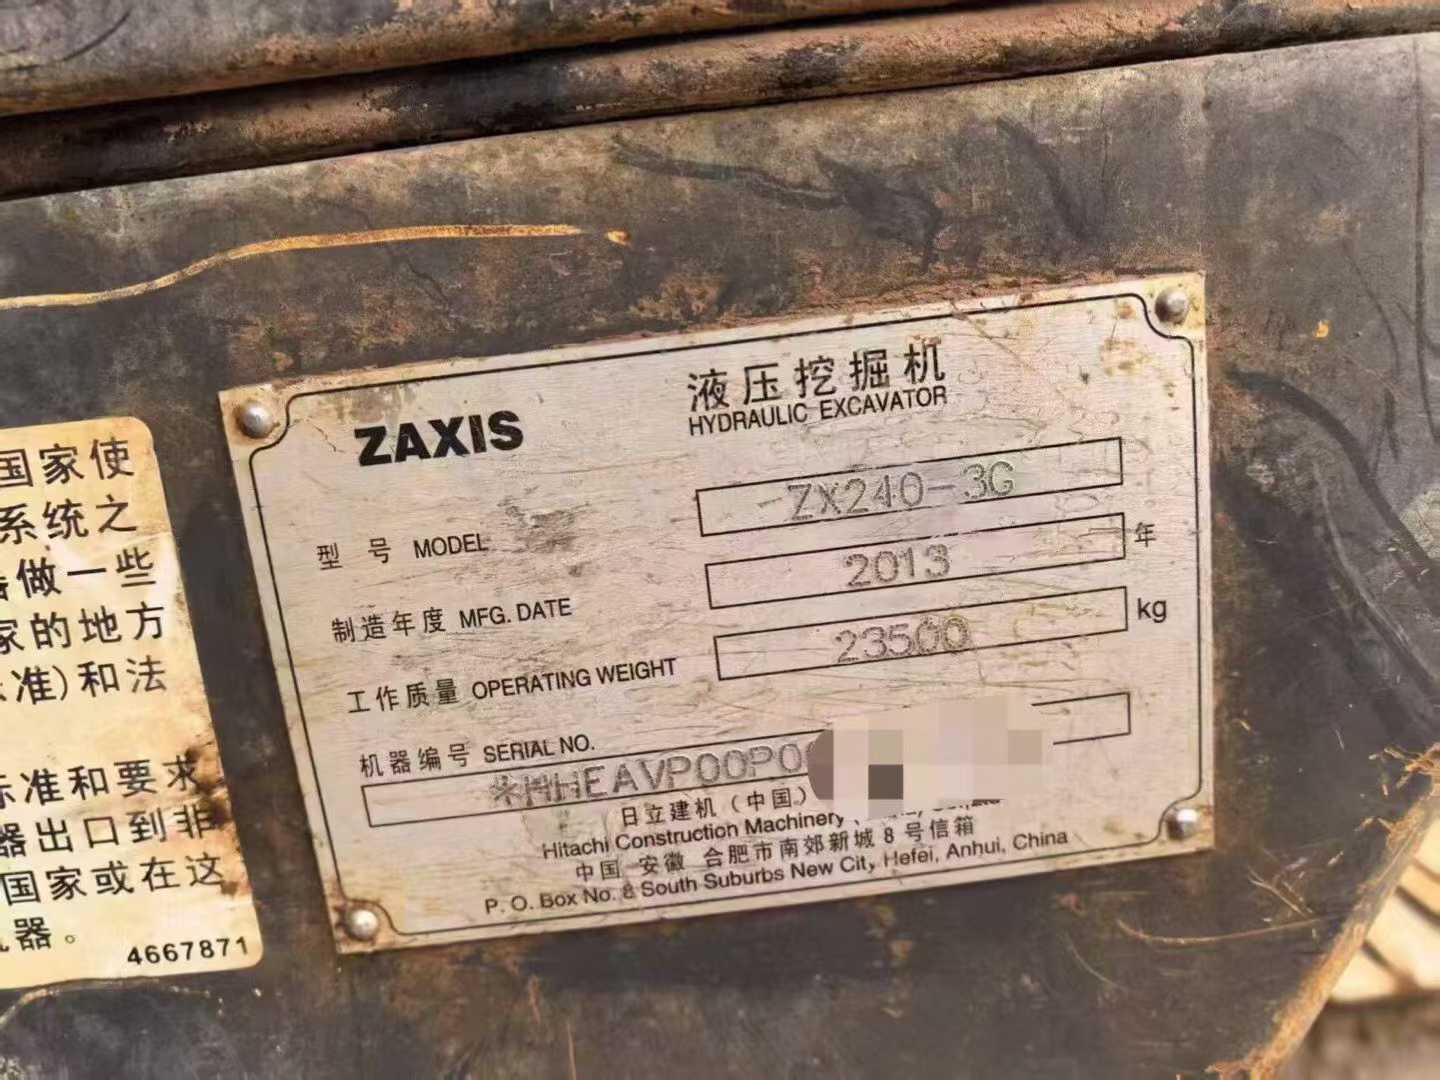 国家使
系统之
做一些
家的地方
准)和法
标准和要求
器出口到非
国家或在这
机器。
4667871
ZAXIS
液压挖掘机
HYDRAULIC EXCAVATOR
型号 MODEL ZX240-3G
制造年度 MFG. DATE 2013 年
工作质量 OPERATING WEIGHT 23500 kg
机器编号 SERIAL NO.
*HHEAVP00P0
日立建机(中国)
Hitachi Construction Machinery
中国 安徽 合肥市南郊新城 8 号信箱
P. O. Box No. 8 South Suburbs New City, Hefei, Anhui, China